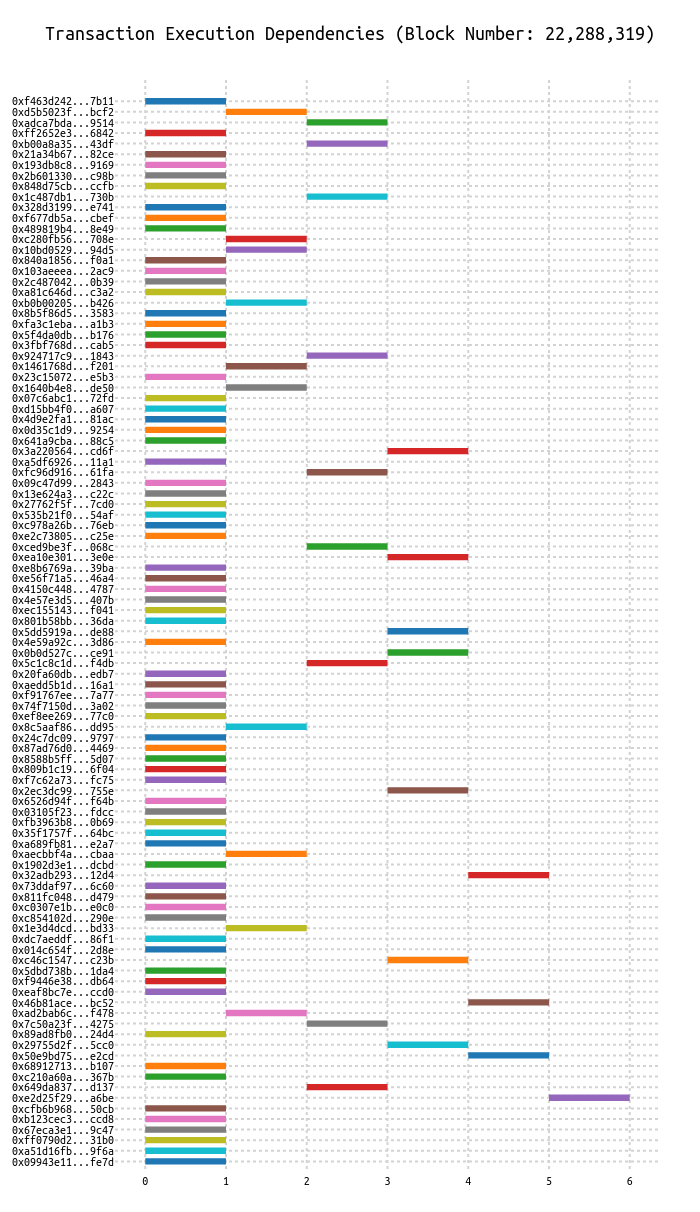 Transaction Execution Dependencies (Block Number: 22,288,319)
0xf463d242...7b11
0xd5b5023f...bcf2
0xadca7bda...9514
0xff2652e3...6842
0xb00a8a35...43df
0x21a34b67...82ce
0x193db8c8...9169
0x2b601330...c98b
0x848d75cb...ccfb
0x1c487db1...730b
0x328d3199...e741
0xf677db5a...cbef
0x489819b4...8e49
0xc280fb56...708e
0x10bd0529...94d5
0x840a1856...f0a1
0x103aeeea...2ac9
0x2c487042...0b39
0xa81c646d...c3a2
0xb0b00205...b426
0x8b5f86d5...3583
0xfa3c1eba...a1b3
0x5f4da0db...b176
0x3fbf768d...cab5
0x924717c9...1843
0x1461768d...f201
0x23c15072...e5b3
0x1640b4e8...de50
0x07c6abc1...72fd
0xd15bb4f0...a607
0x4d9e2fa1...81ac
0x0d35c1d9...9254
0x641a9cba...88c5
0x3a220564...cd6f
0xa5df6926...11a1
0xfc96d916...61fa
0x09c47d99...2843
0x13e624a3...c22c
0x27762f5f...7cd0
0x535b21f0...54af
0xc978a26b...76eb
0xe2c73805...c25e
0xced9be3f...068c
0xea10e301...3e0e
0xe8b6769a...39ba
0xe56f71a5...46a4
0x4150c448...4787
0x4e57e3d5...407b
0xec155143...f041
0x801b58bb...36da
0x5dd5919a...de88
0x4e59a92c...3d86
0x0b0d527c...ce91
0x5c1c8c1d...f4db
0x20fa60db...edb7
0xaedd5b1d...16a1
0xf91767ee...7a77
0x74f7150d...3a02
0xef8ee269...77c0
0x8c5aaf86...dd95
0x24c7dc09...9797
0x87ad76d0...4469
0x8588b5ff...5d07
0x809b1c19...6f04
0xf7c62a73...fc75
0x2ec3dc99...755e
0x6526d94f...f64b
0x03105f23...fdcc
0xfb3963b8...0b69
0x35f1757f...64bc
0xa689fb81...e2a7
0xaecbbf4a...cbaa
0x1902d3e1...dcbd
0x32adb293...12d4
0x73ddaf97...6c60
0x811fc048...d479
0xc0307e1b...e0c0
0xc854102d...290e
0x1e3d4dcd...bd33
0xdc7aeddf...86f1
0x014c654f...2d8e
0xc46c1547...c23b
0x5dbd738b...1da4
0xf9446e38...db64
0xeaf8bc7e...ccd0
0x46b81ace...bc52
0xad2bab6c...f478
0x7c50a23f...4275
0x89ad8fb0...24d4
0x29755d2f...5cc0
0x50e9bd75...e2cd
0x68912713...b107
0xc210a60a...367b
0x649da837...d137
0xe2d25f29...a6be
0xcfb6b968...50cb
0xb123cec3...ccd8
0x67eca3e1...9c47
0xff0790d2...31b0
0xa51d16fb...9f6a
0x09943e11...fe7d
0 1 2 3 4 5 6